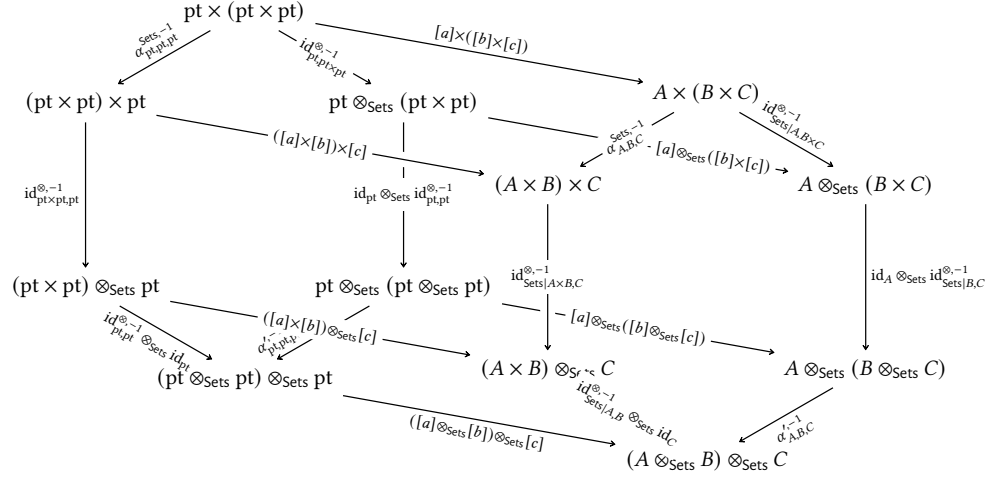 pt × (pt × pt)
α^{Sets,-1}_{pt,pt,pt}
id^{⊗,-1}_{pt,pt×pt}
[a]×([b]×[c])
(pt × pt) × pt
pt ⊗_{Sets} (pt × pt)
A × (B × C)
([a]×[b])×[c]
α^{Sets,-1}_{A,B,C}
[a]⊗_{Sets}([b]×[c])
id^{⊗,-1}_{Sets|A,B×C}
id^{⊗,-1}_{pt×pt,pt}
id_{pt} ⊗_{Sets} id^{⊗,-1}_{pt,pt}
(A × B) × C
A ⊗_{Sets} (B × C)
(pt × pt) ⊗_{Sets} pt
pt ⊗_{Sets} (pt ⊗_{Sets} pt)
id^{⊗,-1}_{Sets|A×B,C}
id_A ⊗_{Sets} id^{⊗,-1}_{Sets|B,C}
id^{⊗,-1}_{pt,pt} ⊗_{Sets} id_{pt}
([a]×[b])⊗_{Sets}[c]
α'^{,-1}_{pt,pt,p}
[a]⊗_{Sets}([b]⊗_{Sets}[c])
(pt ⊗_{Sets} pt) ⊗_{Sets} pt
(A × B) ⊗_{Sets} C
A ⊗_{Sets} (B ⊗_{Sets} C)
([a]⊗_{Sets}[b])⊗_{Sets}[c]
id^{⊗,-1}_{Sets|A,B} ⊗_{Sets} id_C
α'^{,-1}_{A,B,C}
(A ⊗_{Sets} B) ⊗_{Sets} C